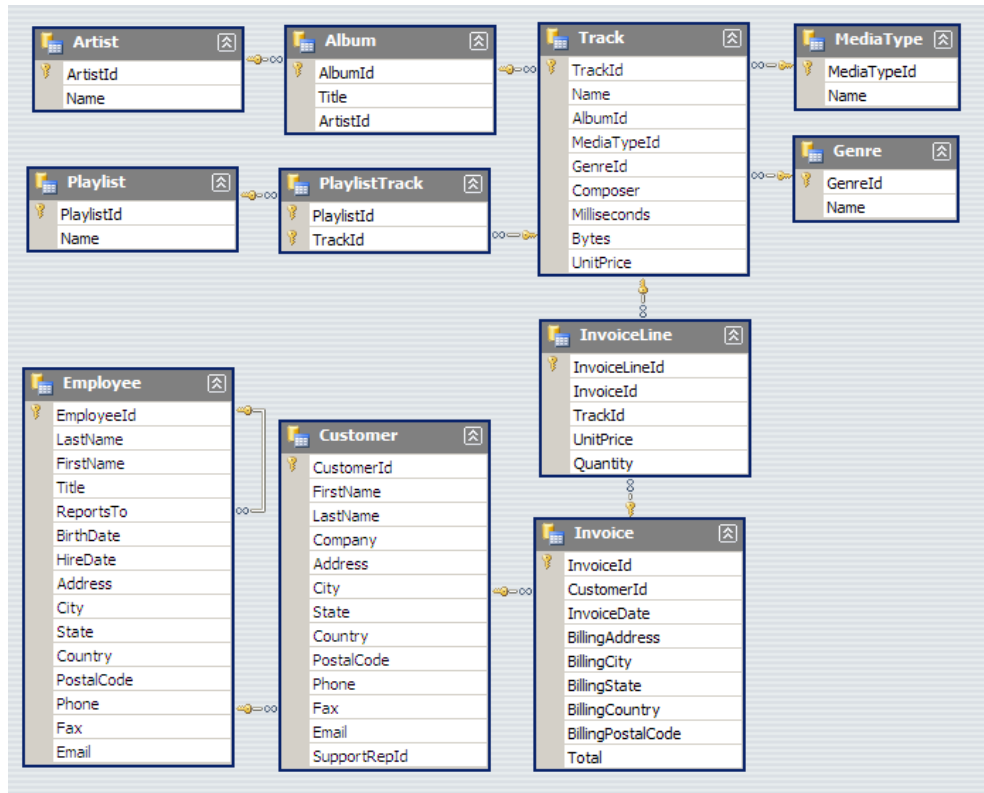 Artist
ArtistId
Name
Album
AlbumId
Title
ArtistId
Track
TrackId
Name
AlbumId
MediaTypeId
GenreId
Composer
Milliseconds
Bytes
UnitPrice
MediaType
MediaTypeId
Name
Genre
GenreId
Name
Playlist
PlaylistId
Name
PlaylistTrack
PlaylistId
TrackId
InvoiceLine
InvoiceLineId
InvoiceId
TrackId
UnitPrice
Quantity
Employee
EmployeeId
LastName
FirstName
Title
ReportsTo
BirthDate
HireDate
Address
City
State
Country
PostalCode
Phone
Fax
Email
Customer
CustomerId
FirstName
LastName
Company
Address
City
State
Country
PostalCode
Phone
Fax
Email
SupportRepId
Invoice
InvoiceId
CustomerId
InvoiceDate
BillingAddress
BillingCity
BillingState
BillingCountry
BillingPostalCode
Total